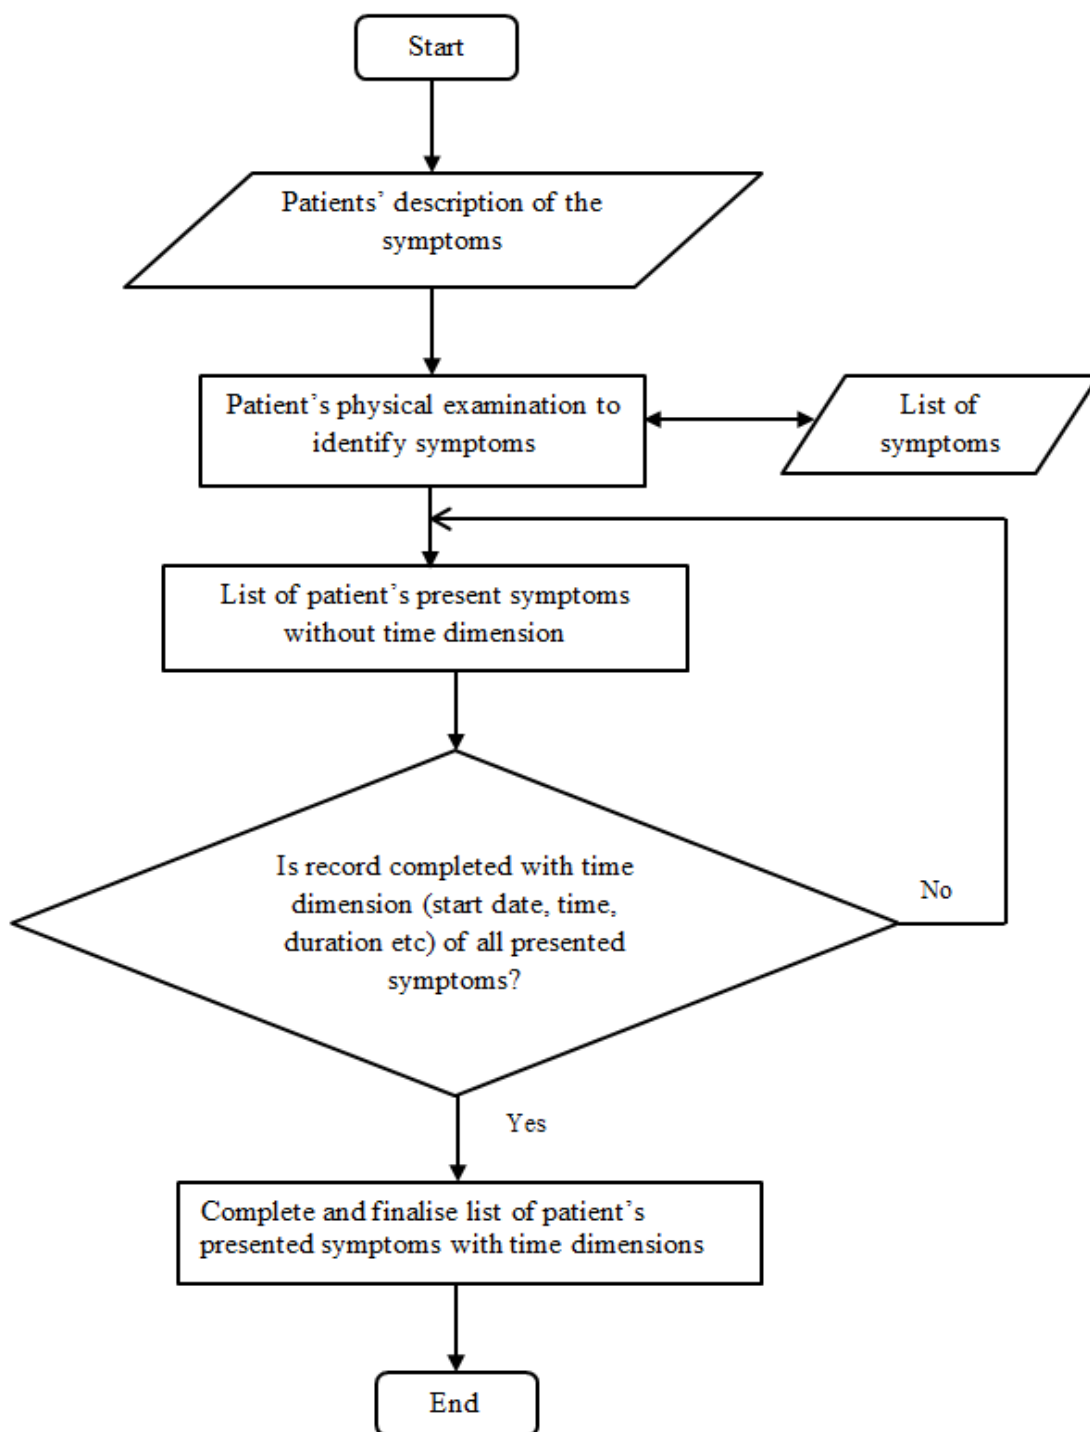 Start
Patients’ description of the
symptoms
Patient’s physical examination to
identify symptoms
List of
symptoms
List of patient’s present symptoms
without time dimension
Is record completed with time
dimension (start date, time,
duration etc) of all presented
symptoms?
No
Yes
Complete and finalise list of patient’s
presented symptoms with time dimensions
End